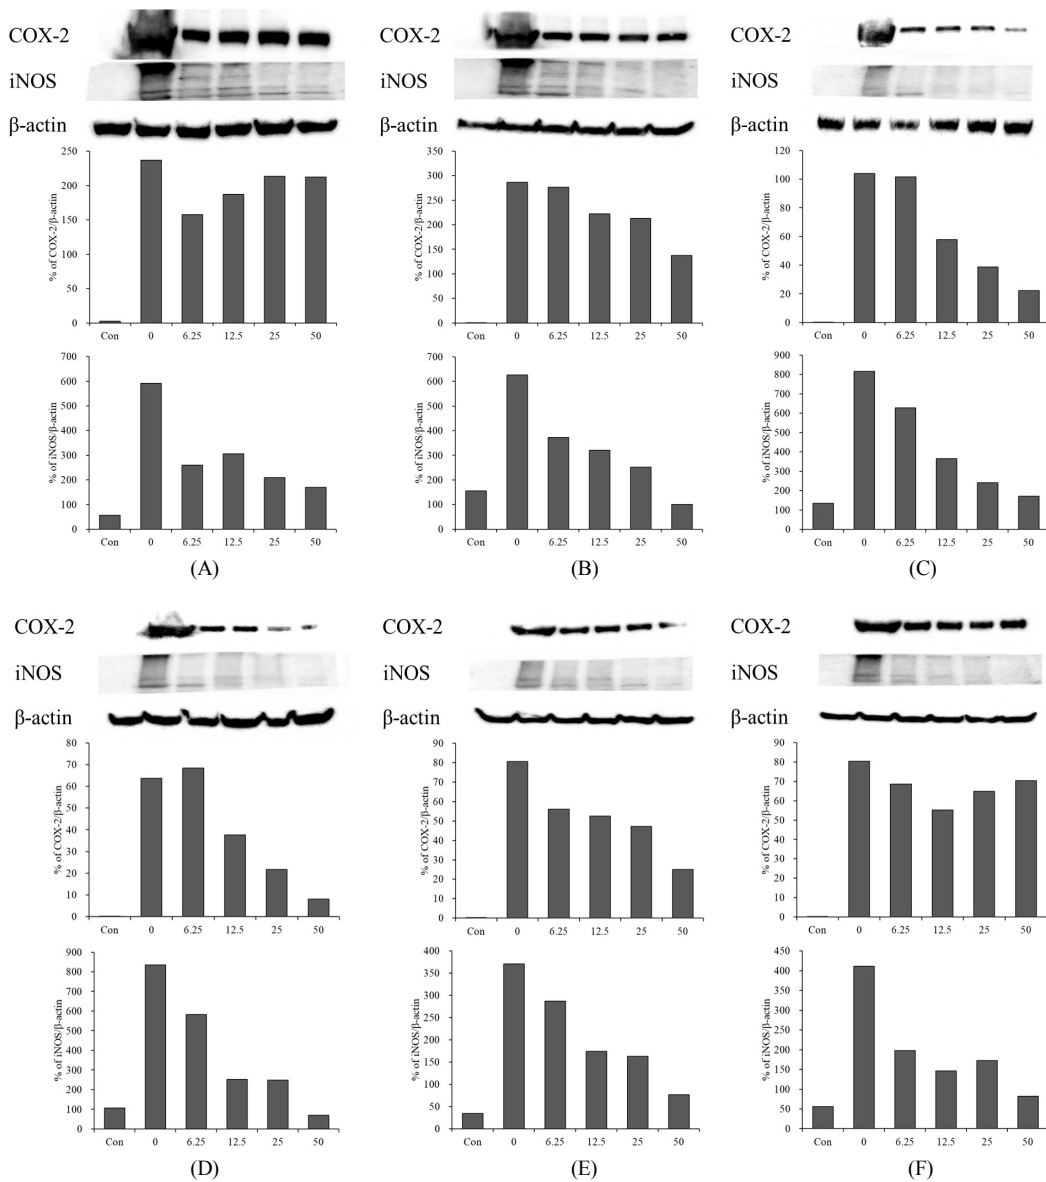 COX-2
iNOS
β-actin
250
200
150
100
50
0
% of COX-2/β-actin
Con 0 6.25 12.5 25 50
700
600
500
400
300
200
100
0
% of iNOS/β-actin
Con 0 6.25 12.5 25 50
(A)
COX-2
iNOS
β-actin
350
300
250
200
150
100
50
0
% of COX-2/β-actin
Con 0 6.25 12.5 25 50
700
600
500
400
300
200
100
0
% of iNOS/β-actin
Con 0 6.25 12.5 25 50
(B)
COX-2
iNOS
β-actin
120
100
80
60
40
20
0
% of COX-2/β-actin
Con 0 6.25 12.5 25 50
900
800
700
600
500
400
300
200
100
0
% of iNOS/β-actin
Con 0 6.25 12.5 25 50
(C)
COX-2
iNOS
β-actin
80
70
60
50
40
30
20
10
0
% of COX-2/β-actin
Con 0 6.25 12.5 25 50
900
800
700
600
500
400
300
200
100
0
% of iNOS/β-actin
Con 0 6.25 12.5 25 50
(D)
COX-2
iNOS
β-actin
90
80
70
60
50
40
30
20
10
0
% of COX-2/β-actin
Con 0 6.25 12.5 25 50
400
350
300
250
200
150
100
50
0
% of iNOS/β-actin
Con 0 6.25 12.5 25 50
(E)
COX-2
iNOS
β-actin
90
80
70
60
50
40
30
20
10
0
% of COX-2/β-actin
Con 0 6.25 12.5 25 50
450
400
350
300
250
200
150
100
50
0
% of iNOS/β-actin
Con 0 6.25 12.5 25 50
(F)